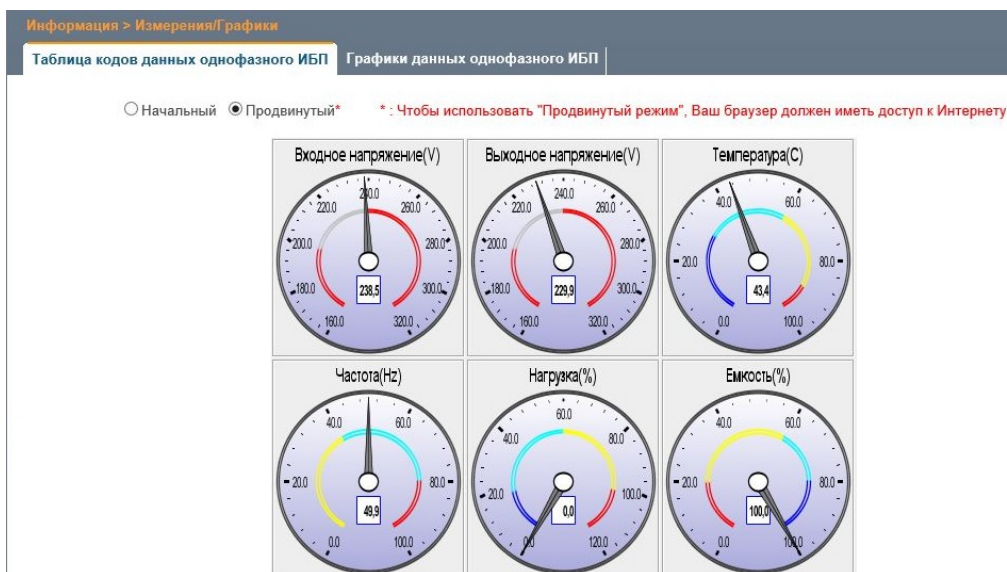 Информация > Измерения/Графики
Таблица кодов данных однофазного ИБП Графики данных однофазного ИБП
Начальный Продвинутый* * : Чтобы использовать "Продвинутый режим", Ваш браузер должен иметь доступ к Интернету
Входное напряжение(V) Выходное напряжение(V) Температура(C)
240.0 240.0
220.0 260.0 220.0 260.0 40.0 60.0
200.0 280.0 200.0 280.0 20.0 80.0
180.0 238,5 300.0 180.0 229,9 300.0 43,4
160.0 320.0 160.0 320.0 0.0 100.0
Частота(Hz) Нагрузка(%) Емкость(%)
60.0
40.0 60.0 40.0 80.0 40.0 60.0
20.0 80.0 20.0 100.0 20.0 80.0
49,9 0,0 100,0
0.0 100.0 0.0 120.0 0.0 100.0